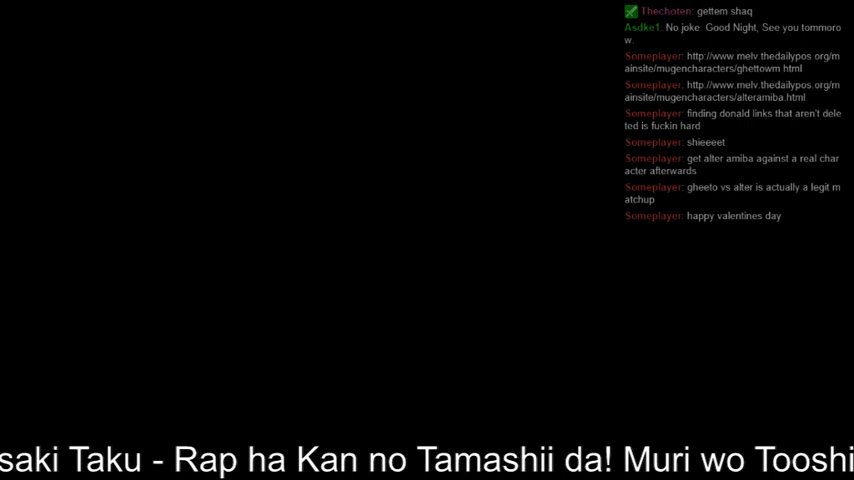 Thechoten: gettem shaq
Asdke1: No joke. Good Night, See you tommoro
w.
Someplayer: http://www.melv.thedailypos.org/m
ainsite/mugencharacters/ghettowm.html
Someplayer: http://www.melv.thedailypos.org/m
ainsite/mugencharacters/alteramiba.html
Someplayer: finding donald links that aren't dele
ted is fuckin hard
Someplayer: shieeeet
Someplayer: get alter amiba against a real char
acter afterwards
Someplayer: gheeto vs alter is actually a legit m
atchup
Someplayer: happy valentines day
saki Taku - Rap ha Kan no Tamashii da! Muri wo Tooshi